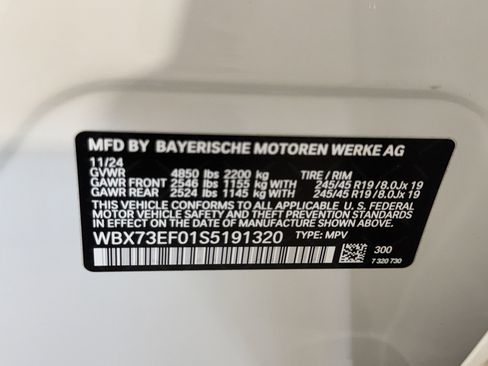 MFD BY BAYERISCHE MOTOREN WERKE AG
11/24
GVWR 4850 lbs 2200 kg TIRE / RIM
GAWR FRONT 2546 lbs 1155 kg WITH 245/45 R19 /8.0Jx 19
GAWR REAR 2524 lbs 1145 kg WITH 245/45 R19 /8.0Jx 19
THIS VEHICLE CONFORMS TO ALL APPLICABLE U.S. FEDERAL
MOTOR VEHICLE SAFETY, BUMPER, AND THEFT PREVENTION STANDARDS
IN EFFECT ON THE DATE OF MANUFACTURE SHOWN ABOVE.
WBX73EF01S5191320 TYPE: MPV
300
7 320 730